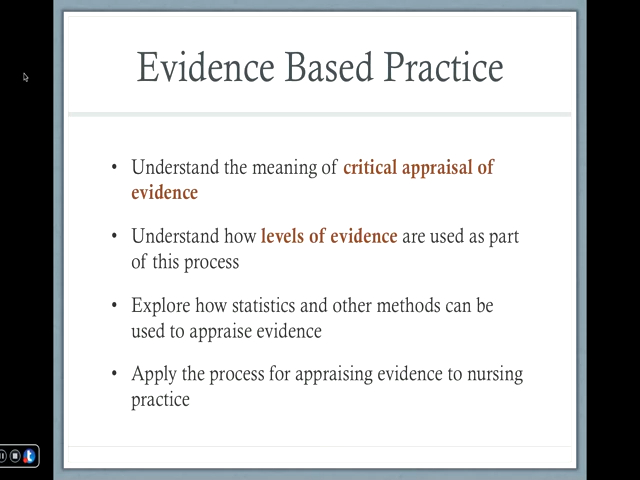 Evidence Based Practice
• Understand the meaning of critical appraisal of
evidence
• Understand how levels of evidence are used as part
of this process
• Explore how statistics and other methods can be
used to appraise evidence
• Apply the process for appraising evidence to nursing
practice